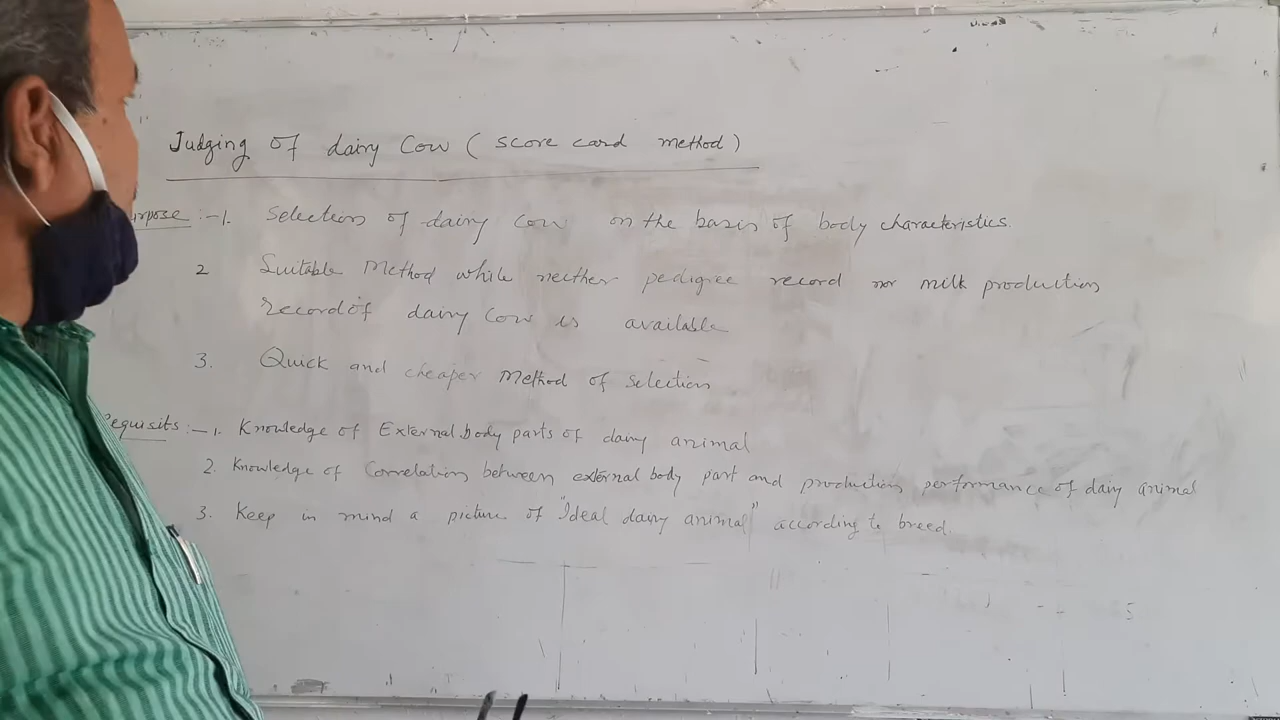 Judging of dairy Cow ( score card method )
urpose :- 1. Selection of dairy cow on the basis of body characteristics.
2 Suitable Method while neither pedigree record nor milk production
record of dairy cow is available
3. Quick and cheaper Method of selection
Requisits :- 1. Knowledge of External body parts of dairy animal
2. Knowledge of Correlation between external body part and production performance of dairy animal
3. Keep in mind a picture of "Ideal dairy animal" according to breed.